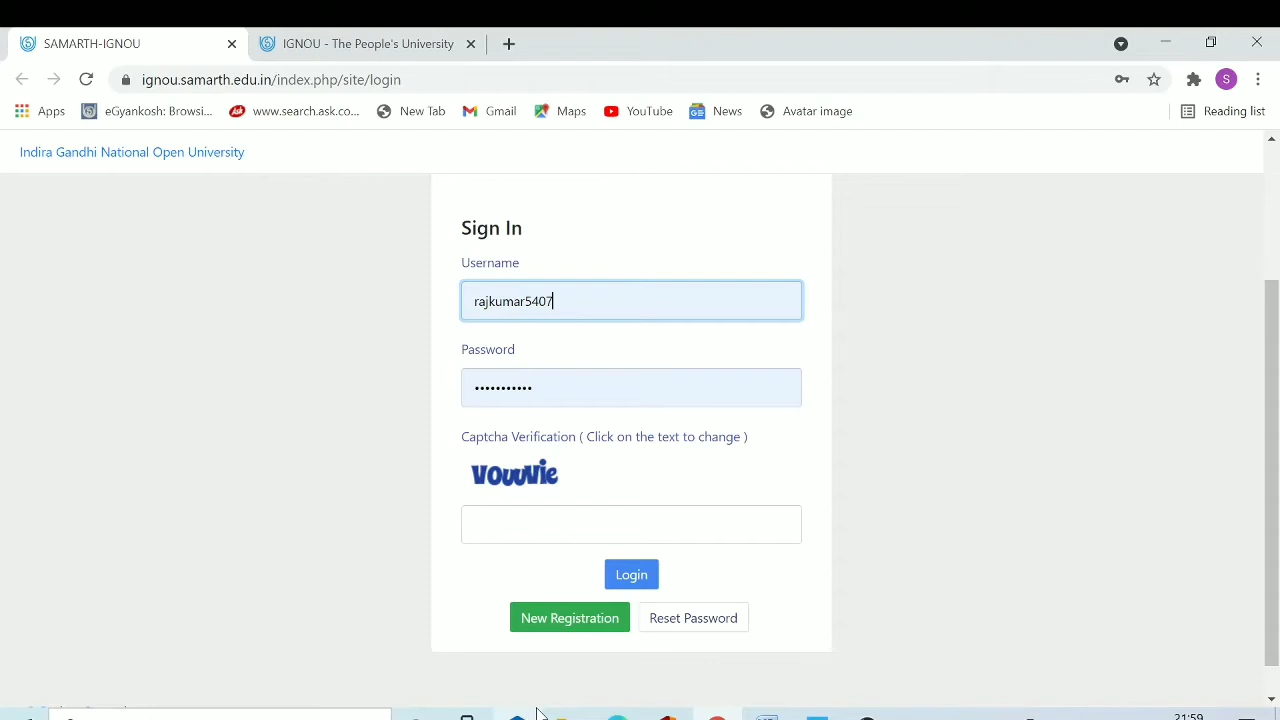 SAMARTH-IGNOU
IGNOU - The People's University
ignou.samarth.edu.in/index.php/site/login
S
Apps
eGyankosh: Browsi...
www.search.ask.co...
New Tab
Gmail
Maps
YouTube
News
Avatar image
Reading list
Indira Gandhi National Open University
Sign In
Username
rajkumar5407
Password
Captcha Verification ( Click on the text to change )
Login
New Registration
Reset Password
21:59